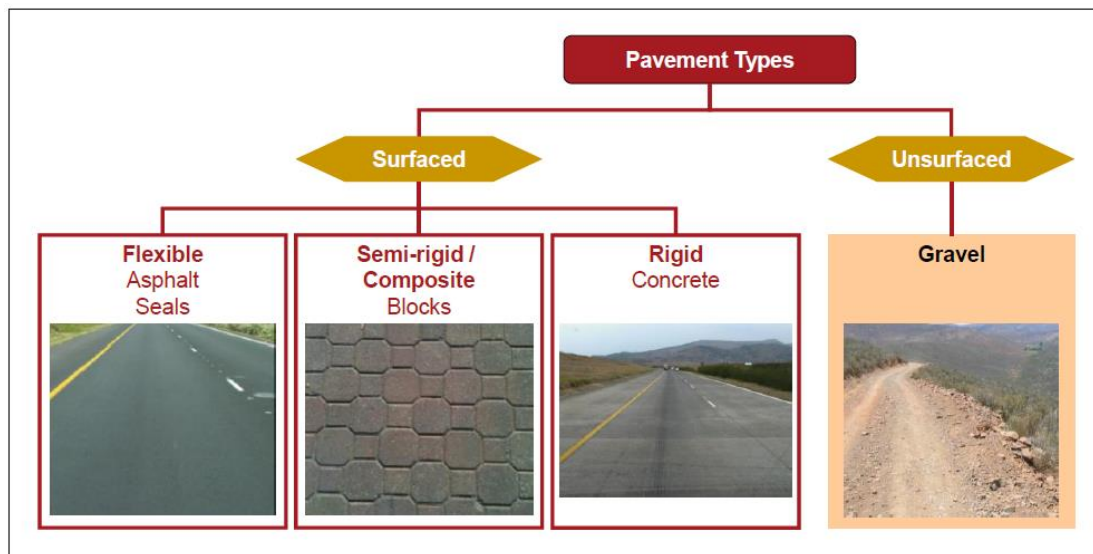 Pavement Types
Surfaced
Unsurfaced
Flexible
Asphalt
Seals
Semi-rigid /
Composite
Blocks
Rigid
Concrete
Gravel